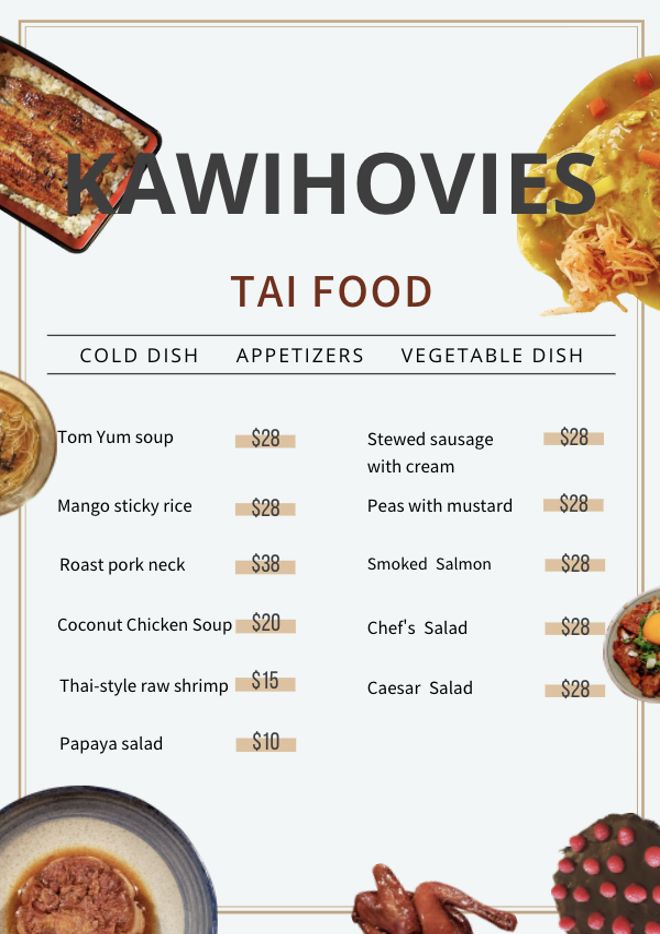 KAWIHOVIES
TAI FOOD
COLD DISH APPETIZERS VEGETABLE DISH
Tom Yum soup $28
Mango sticky rice $28
Roast pork neck $38
Coconut Chicken Soup $20
Thai-style raw shrimp $15
Papaya salad $10
Stewed sausage $28
with cream
Peas with mustard $28
Smoked Salmon $28
Chef's Salad $28
Caesar Salad $28